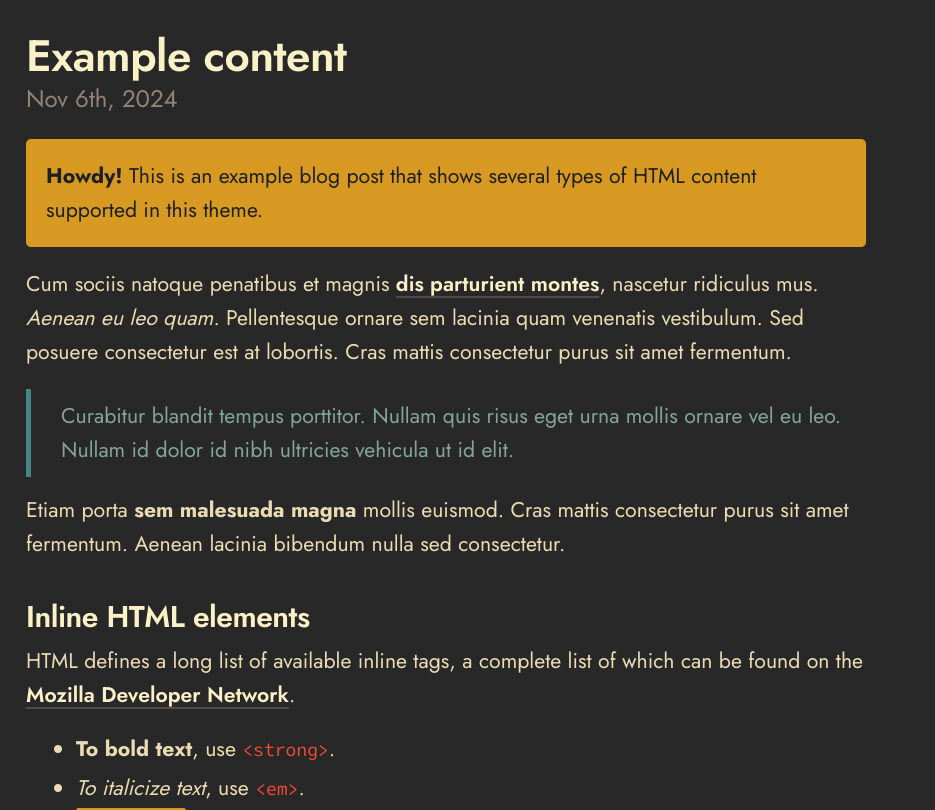 Example content
Nov 6th, 2024
Howdy! This is an example blog post that shows several types of HTML content
supported in this theme.
Cum sociis natoque penatibus et magnis dis parturient montes, nascetur ridiculus mus.
Aenean eu leo quam. Pellentesque ornare sem lacinia quam venenatis vestibulum. Sed
posuere consectetur est at lobortis. Cras mattis consectetur purus sit amet fermentum.
Curabitur blandit tempus porttitor. Nullam quis risus eget urna mollis ornare vel eu leo.
Nullam id dolor id nibh ultricies vehicula ut id elit.
Etiam porta sem malesuada magna mollis euismod. Cras mattis consectetur purus sit amet
fermentum. Aenean lacinia bibendum nulla sed consectetur.
Inline HTML elements
HTML defines a long list of available inline tags, a complete list of which can be found on the
Mozilla Developer Network.
• To bold text, use <strong>.
• To italicize text, use <em>.